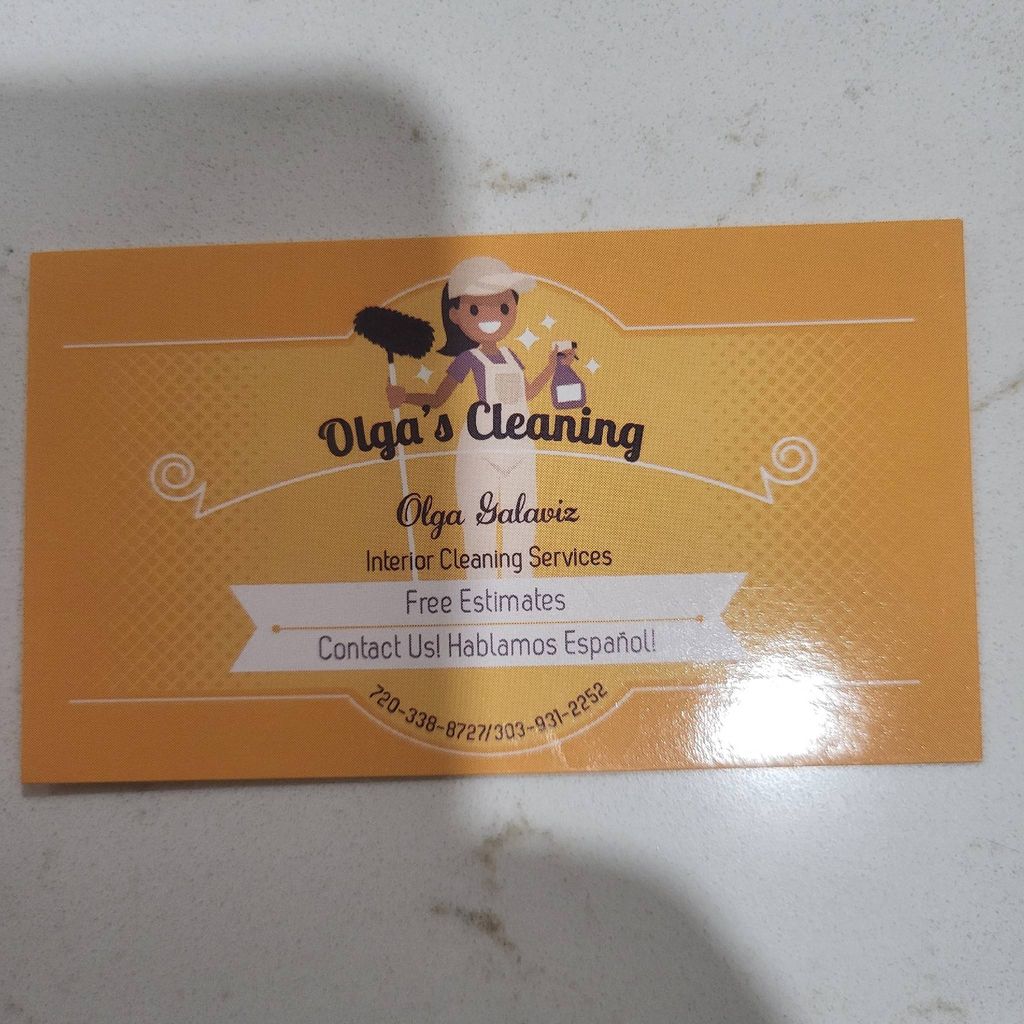 Olga's Cleaning
Olga Galaviz
Interior Cleaning Services
Free Estimates
Contact Us! Hablamos Español!
720-338-8727/303-931-2252